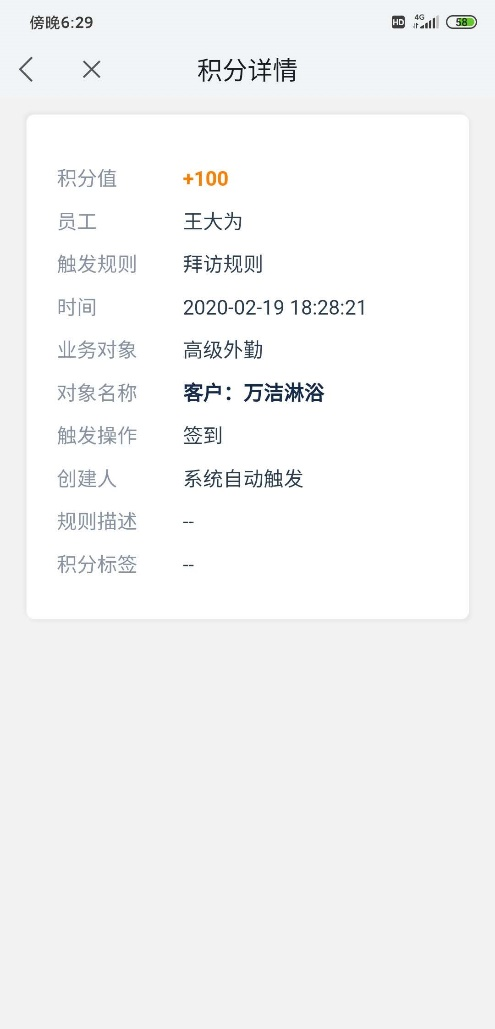 傍晚6:29 HD 4G 58
积分详情
积分值 +100
员工 王大为
触发规则 拜访规则
时间 2020-02-19 18:28:21
业务对象 高级外勤
对象名称 客户：万洁淋浴
触发操作 签到
创建人 系统自动触发
规则描述 --
积分标签 --